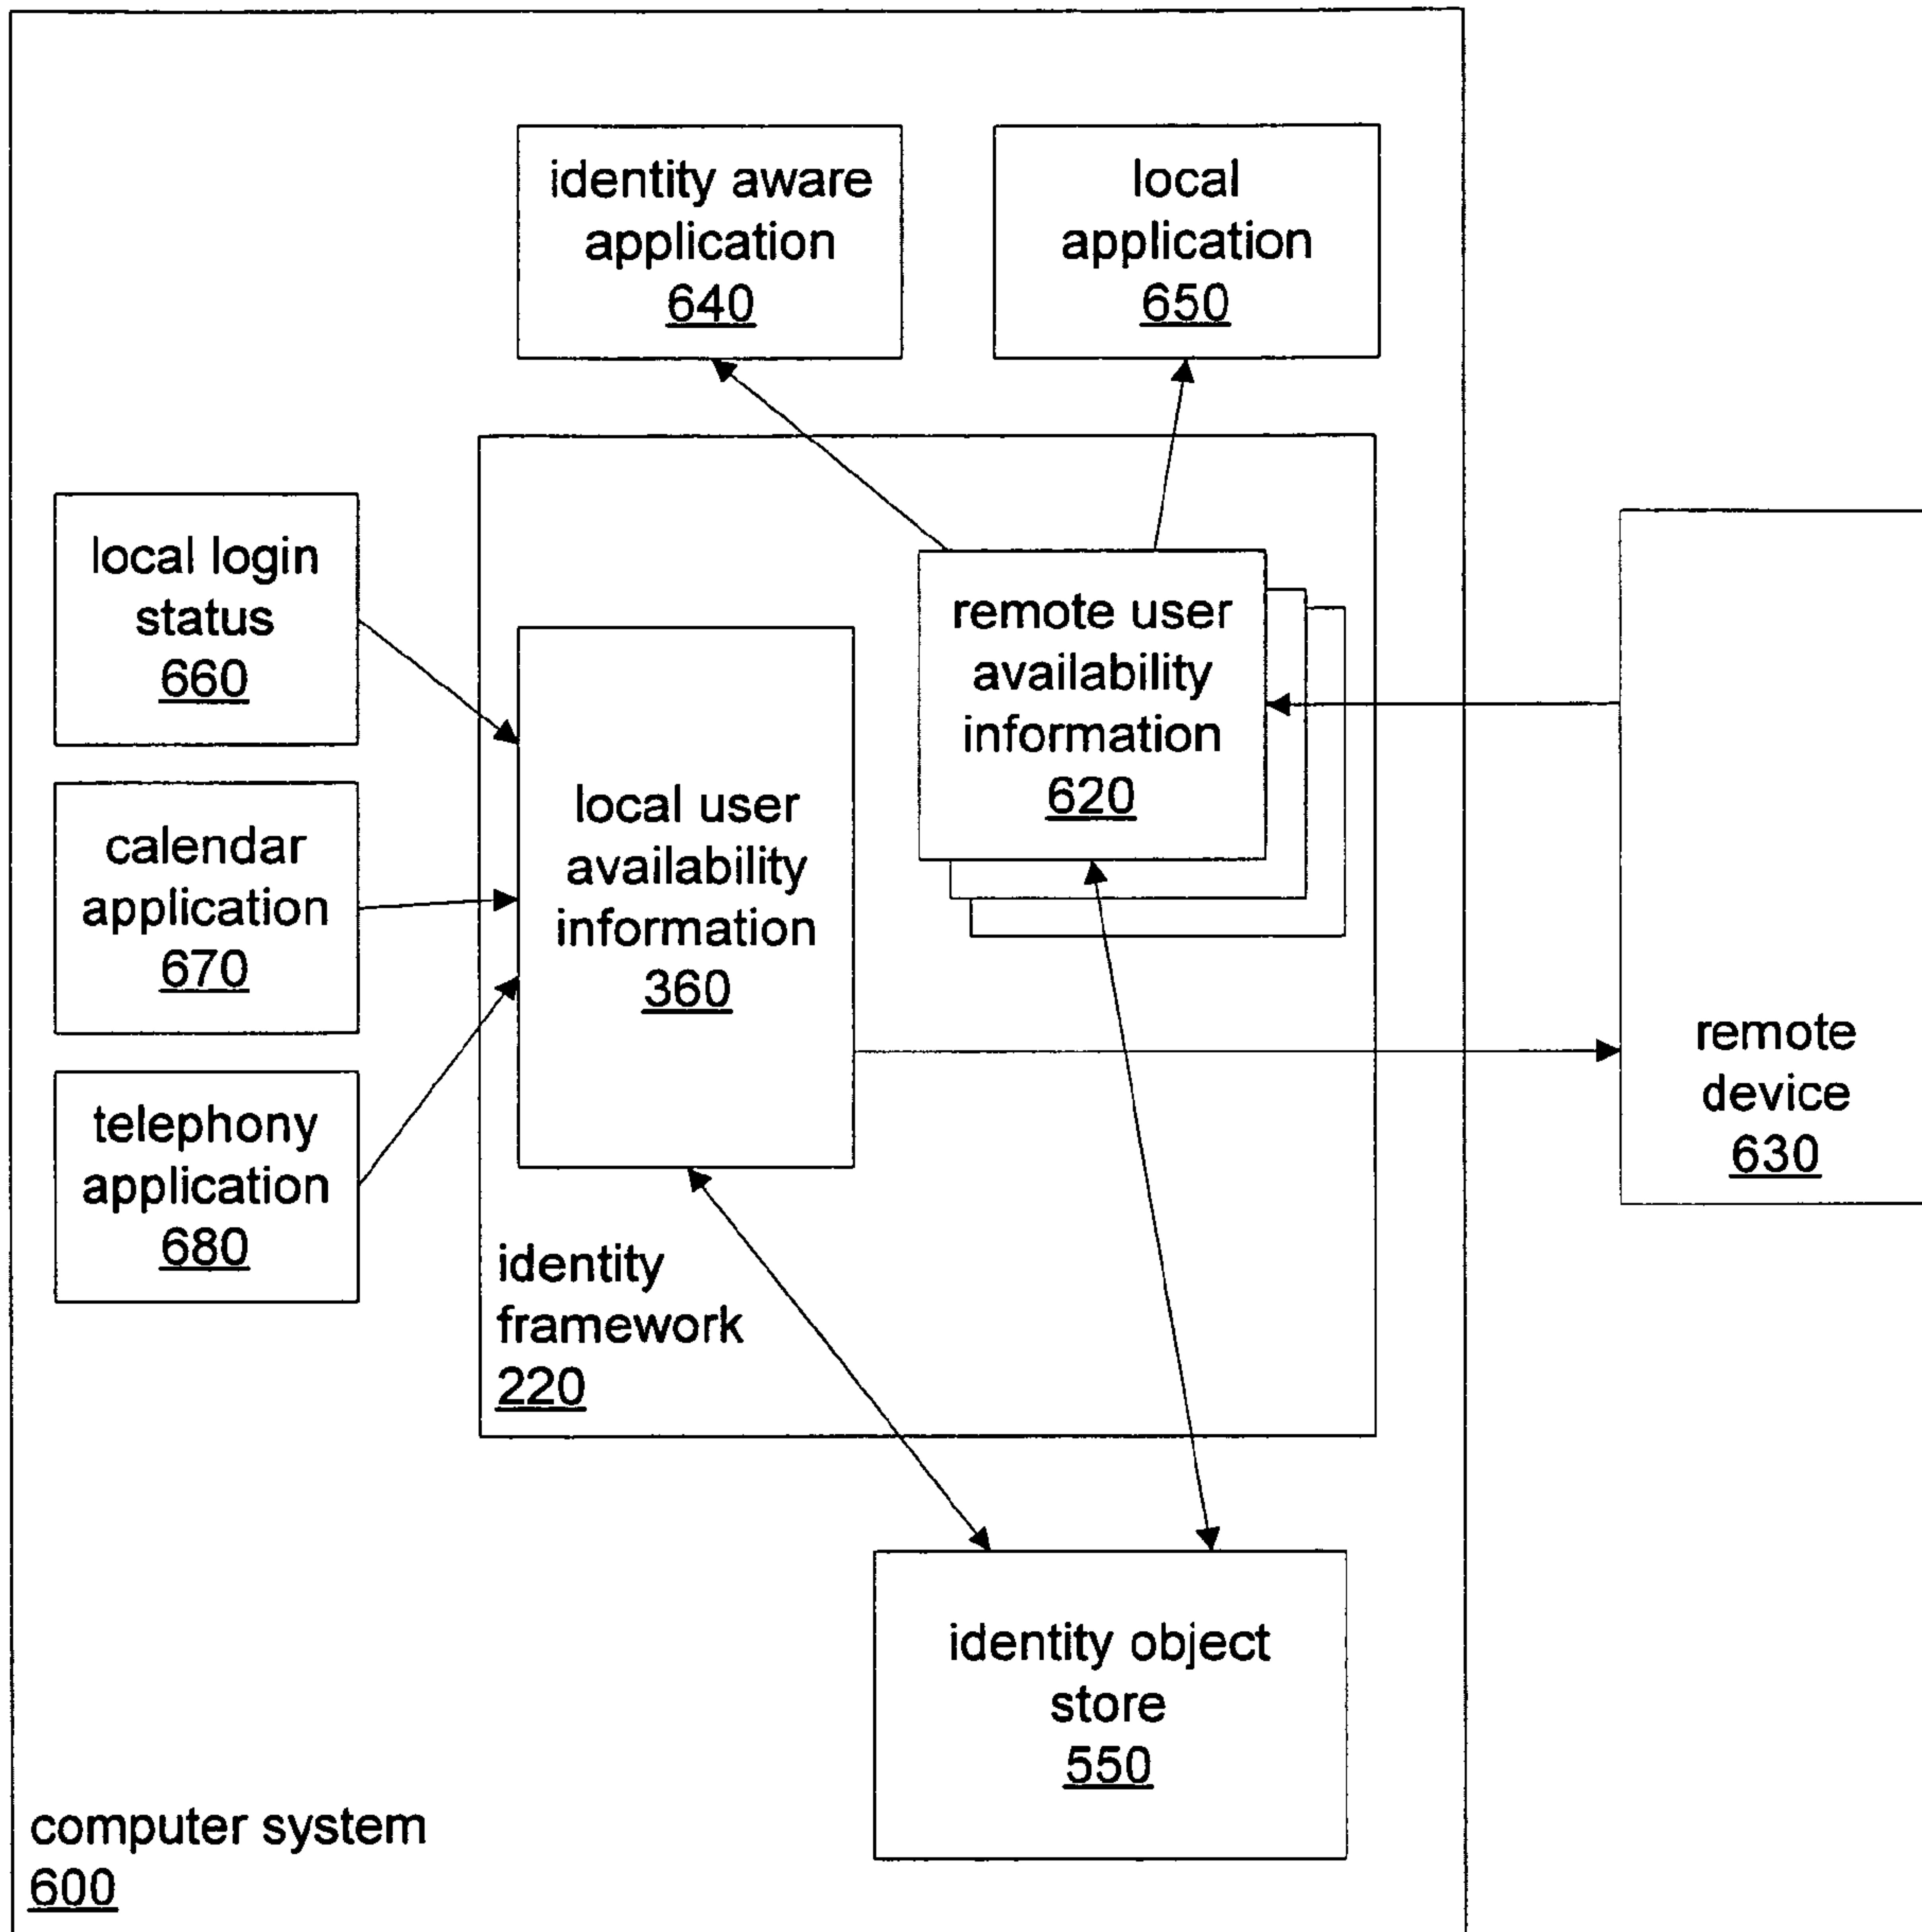 identity aware
application
640
local
application
650
local login
status
660
remote user
availability
information
620
calendar
application
670
local user
availability
information
360
telephony
application
680
remote
device
630
identity
framework
220
identity object
store
550
computer system
600